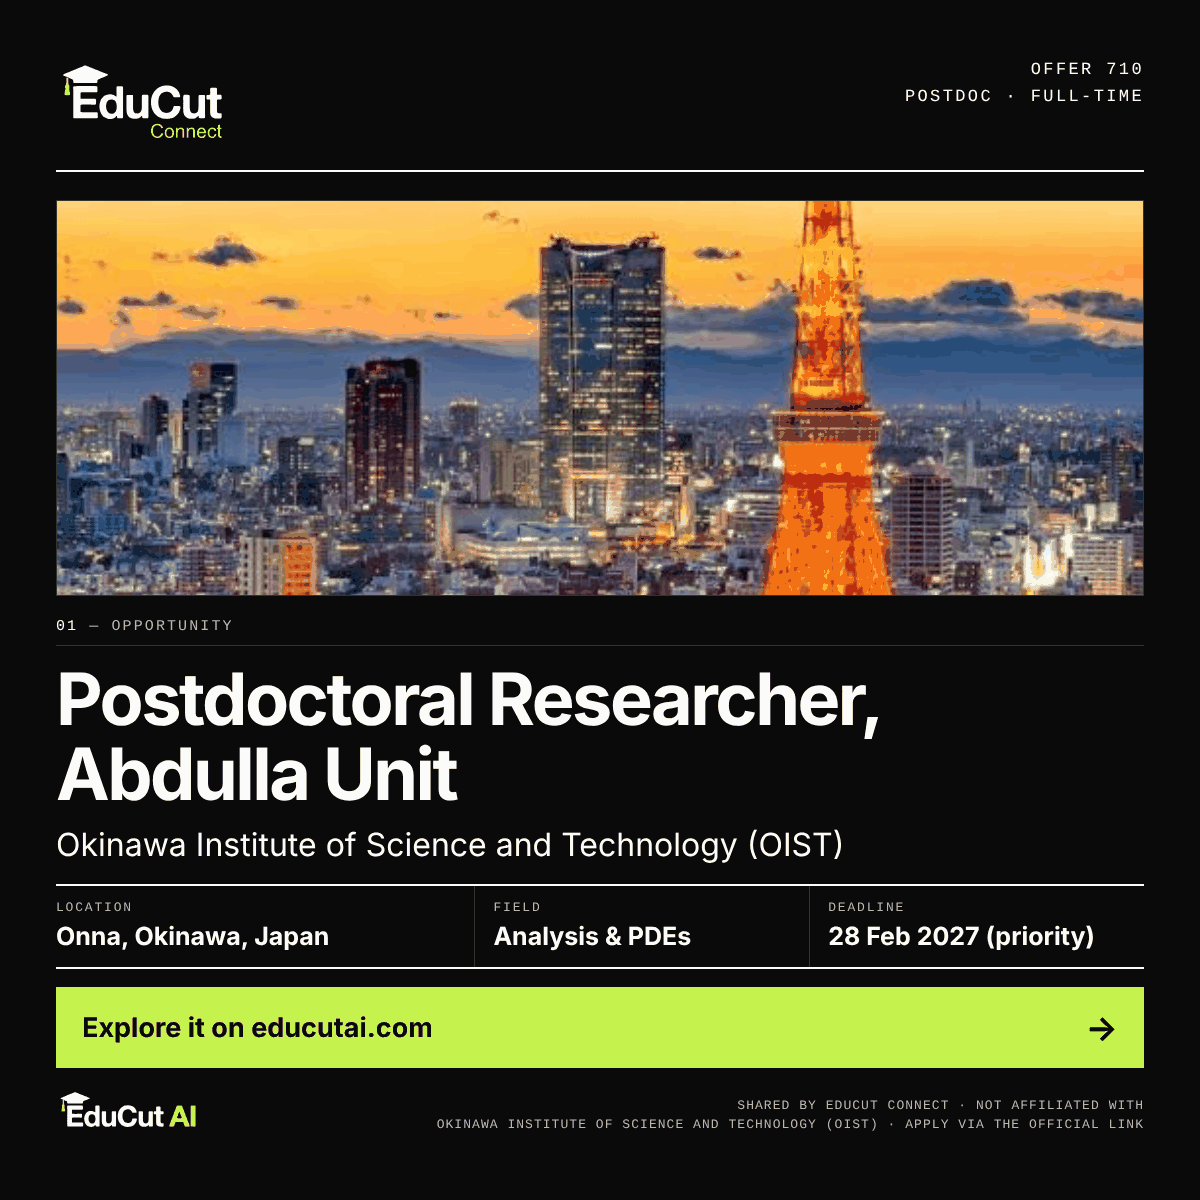 EduCut
Connect
OFFER 710
POSTDOC · FULL-TIME
01 — OPPORTUNITY
Postdoctoral Researcher,
Abdulla Unit
Okinawa Institute of Science and Technology (OIST)
LOCATION
Onna, Okinawa, Japan
FIELD
Analysis & PDEs
DEADLINE
28 Feb 2027 (priority)
Explore it on educutai.com →
EduCut AI
SHARED BY EDUCUT CONNECT · NOT AFFILIATED WITH
OKINAWA INSTITUTE OF SCIENCE AND TECHNOLOGY (OIST) · APPLY VIA THE OFFICIAL LINK